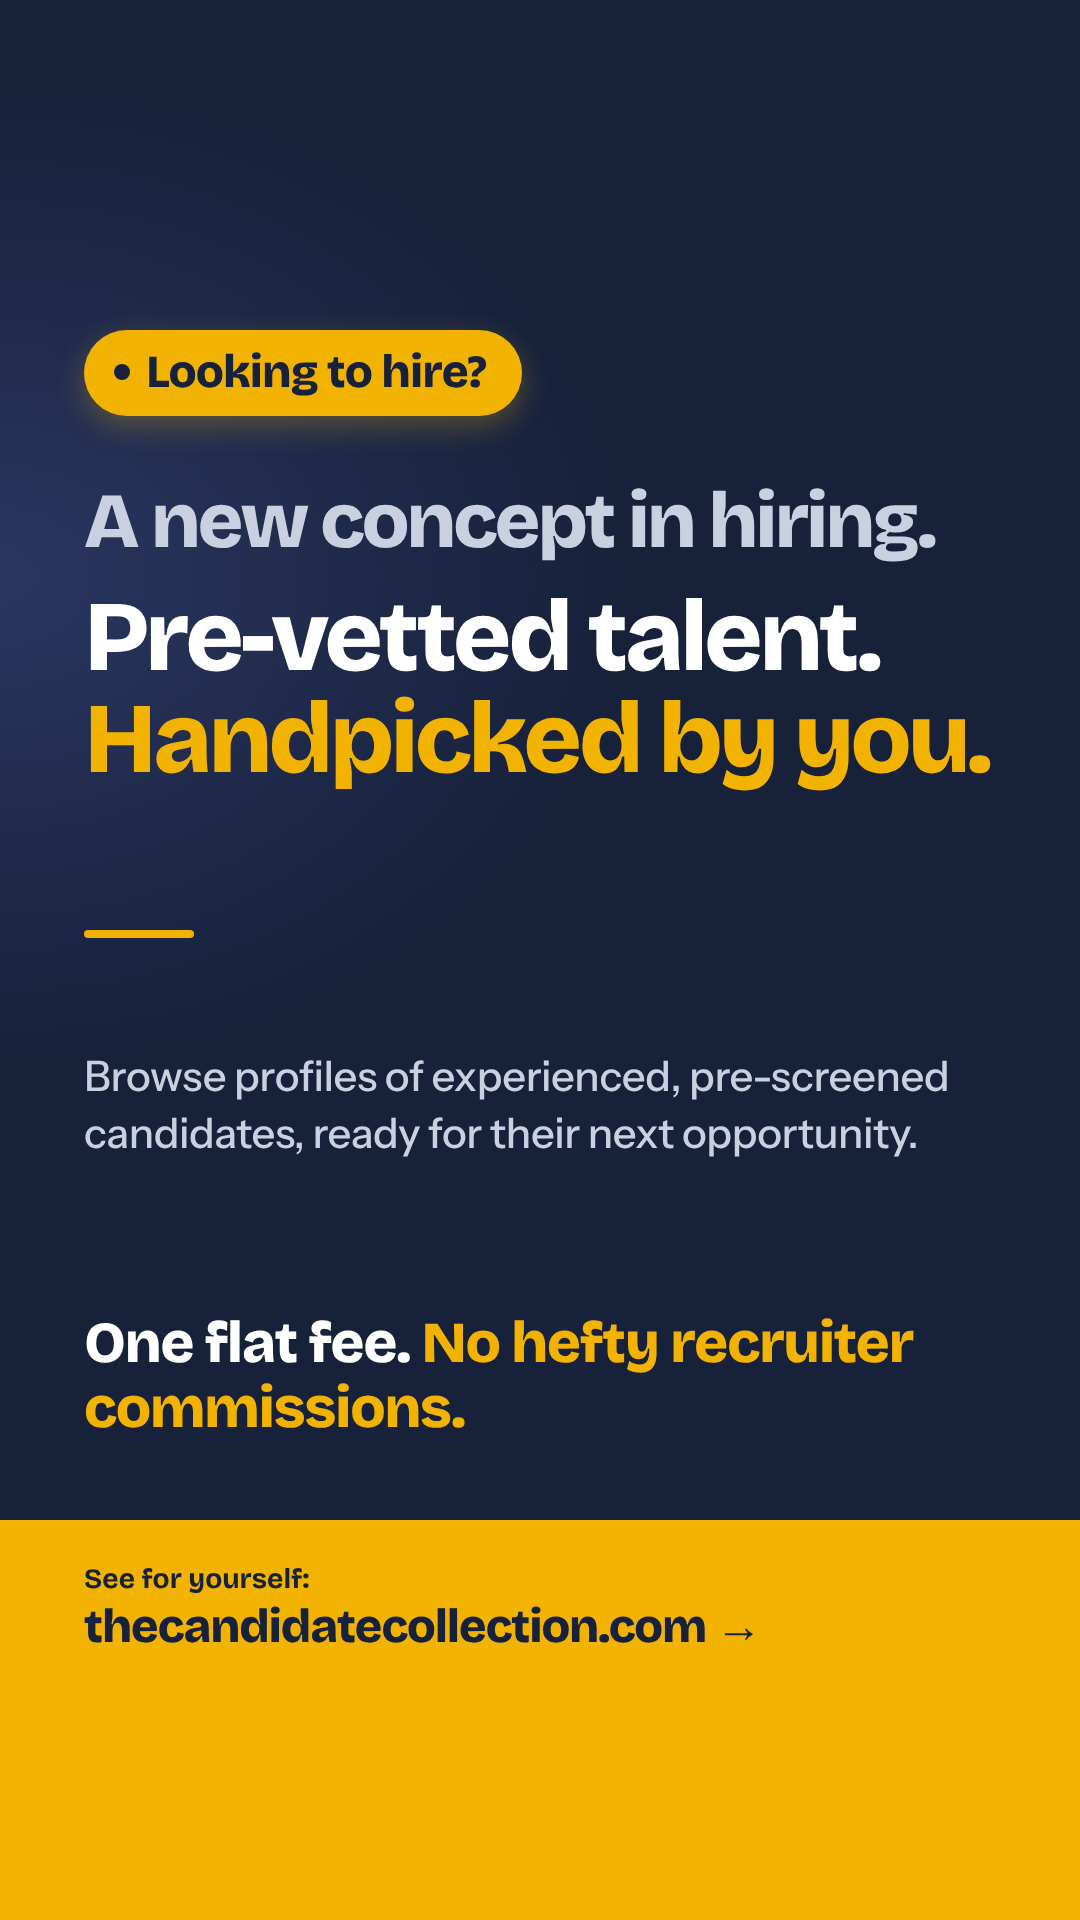 • Looking to hire?
A new concept in hiring.
Pre-vetted talent.
Handpicked by you.
Browse profiles of experienced, pre-screened
candidates, ready for their next opportunity.
One flat fee. No hefty recruiter
commissions.
See for yourself:
thecandidatecollection.com →